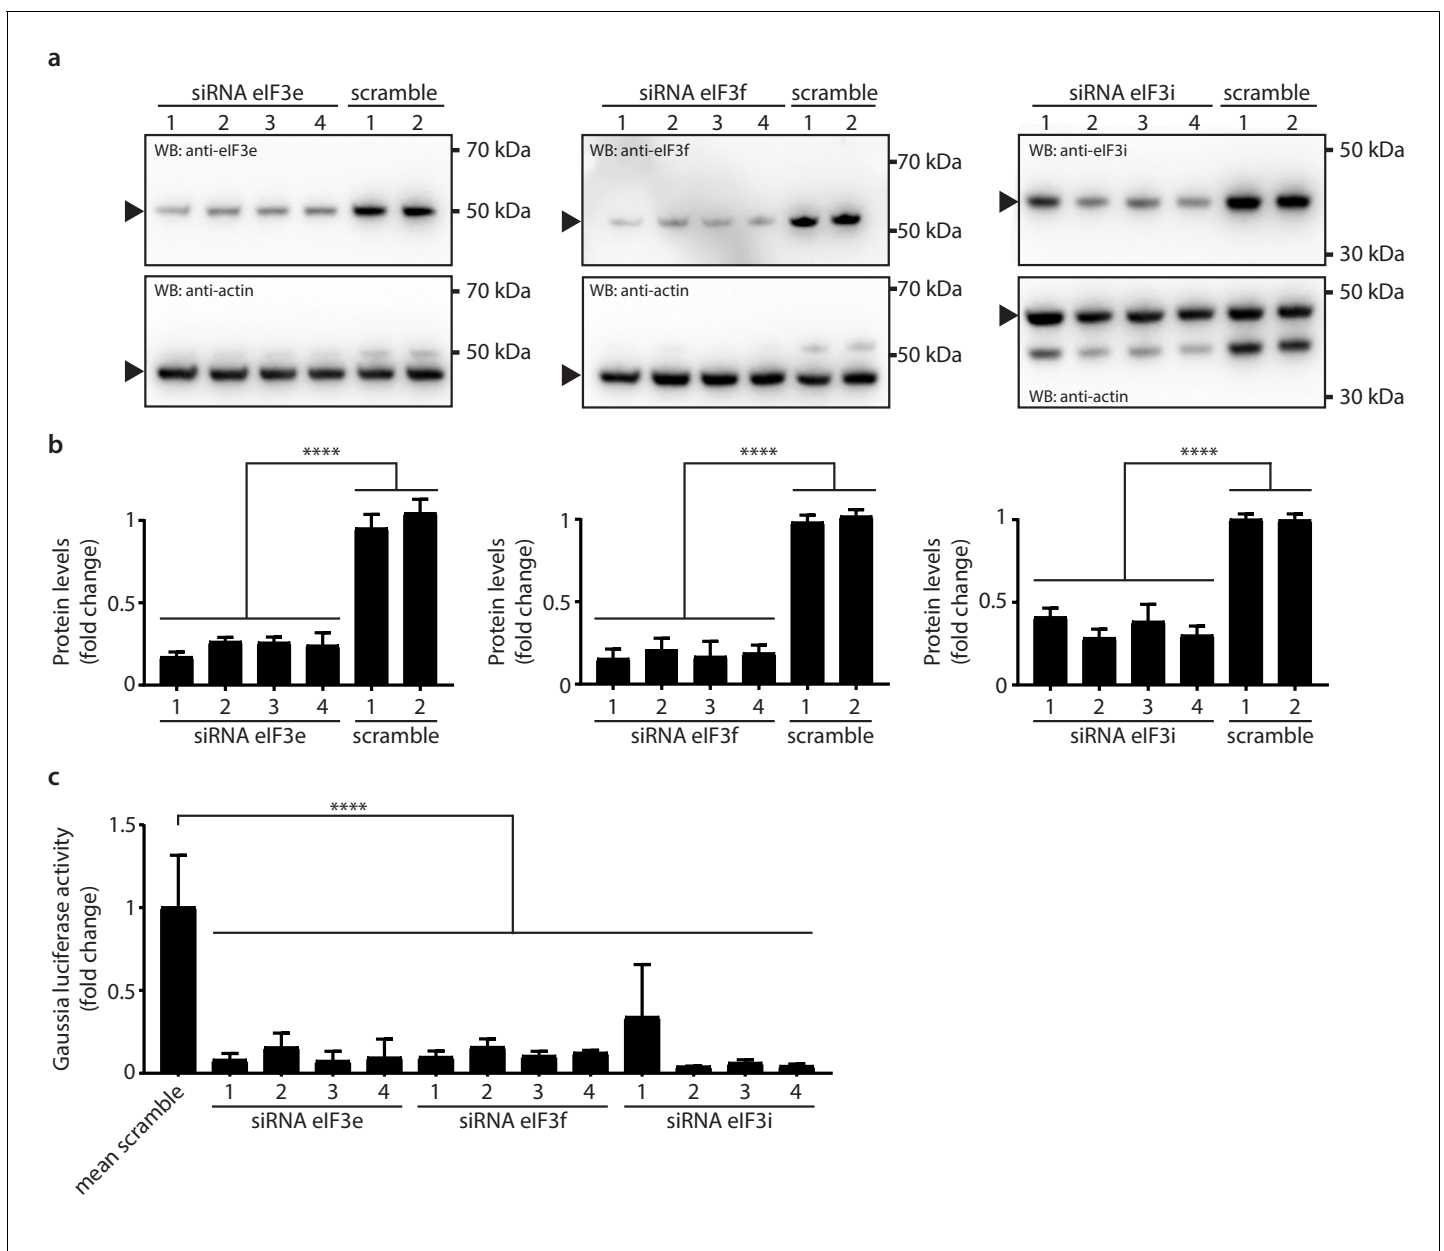 a
siRNA eIF3e scramble
1 2 3 4 1 2
WB: anti-eIF3e
70 kDa
50 kDa
WB: anti-actin
70 kDa
50 kDa
siRNA eIF3f scramble
1 2 3 4 1 2
WB: anti-eIF3f
70 kDa
50 kDa
WB: anti-actin
70 kDa
50 kDa
siRNA eIF3i scramble
1 2 3 4 1 2
WB: anti-eIF3i
50 kDa
30 kDa
50 kDa
WB: anti-actin
30 kDa
b
****
Protein levels
(fold change)
1
0.5
0
1 2 3 4 1 2
siRNA eIF3e scramble
****
Protein levels
(fold change)
1
0.5
0
1 2 3 4 1 2
siRNA eIF3f scramble
****
Protein levels
(fold change)
1
0.5
0
1 2 3 4 1 2
siRNA eIF3i scramble
c
****
Gaussia luciferase activity
(fold change)
1.5
1
0.5
0
mean scramble
1 2 3 4 1 2 3 4 1 2 3 4
siRNA eIF3e siRNA eIF3f siRNA eIF3i